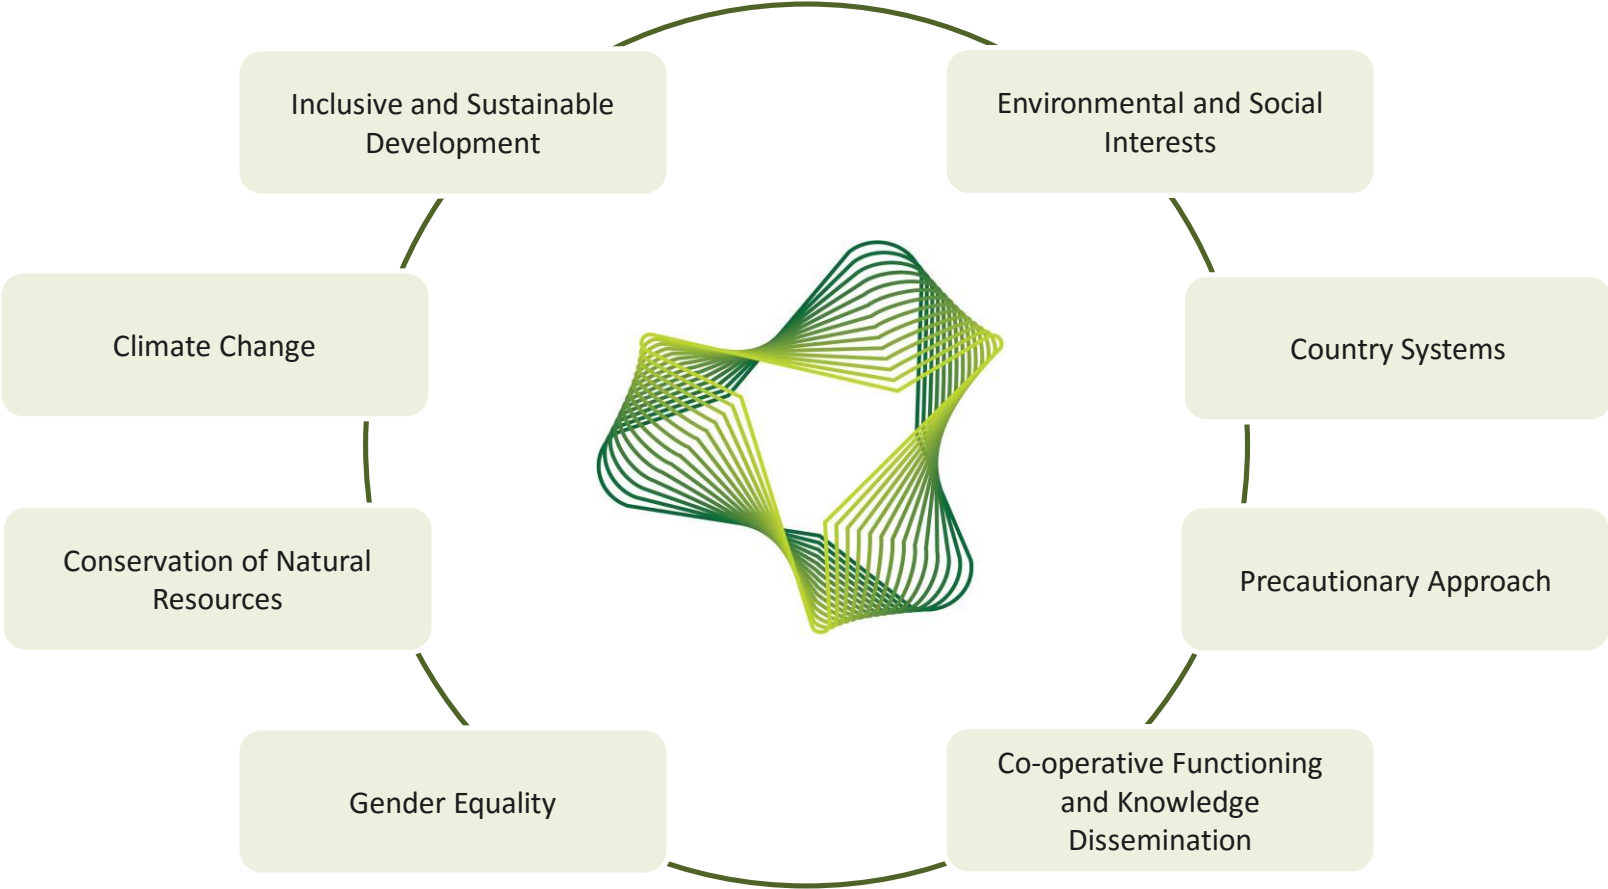 Inclusive and Sustainable
Development
Environmental and Social
Interests
Climate Change
Country Systems
Conservation of Natural
Resources
Precautionary Approach
Gender Equality
Co-operative Functioning
and Knowledge
Dissemination